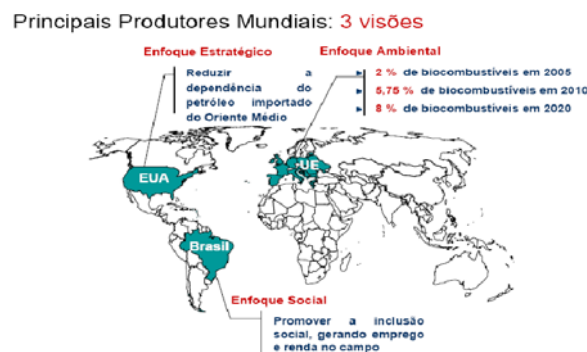 Principais Produtores Mundiais: 3 visões
Enfoque Estratégico
Reduzir a
dependência do
petróleo importado
do Oriente Médio
Enfoque Ambiental
2 % de biocombustíveis em 2005
5,75 % de biocombustíveis em 2010
8 % de biocombustíveis em 2020
EUA
UE
Brasil
Enfoque Social
Promover a inclusão
social, gerando emprego
e renda no campo